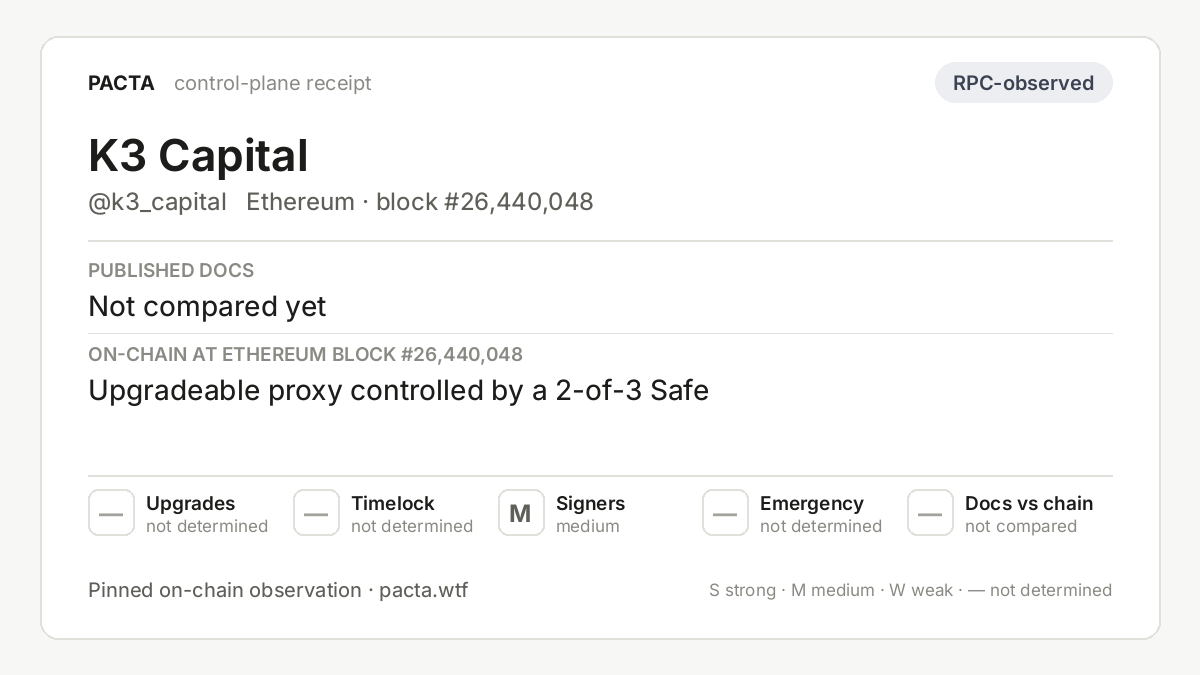 PACTA control-plane receipt
RPC-observed
K3 Capital
@k3_capital Ethereum · block #26,440,048
PUBLISHED DOCS
Not compared yet
ON-CHAIN AT ETHEREUM BLOCK #26,440,048
Upgradeable proxy controlled by a 2-of-3 Safe
— Upgrades
not determined
— Timelock
not determined
M Signers
medium
— Emergency
not determined
— Docs vs chain
not compared
Pinned on-chain observation · pacta.wtf
S strong · M medium · W weak · — not determined